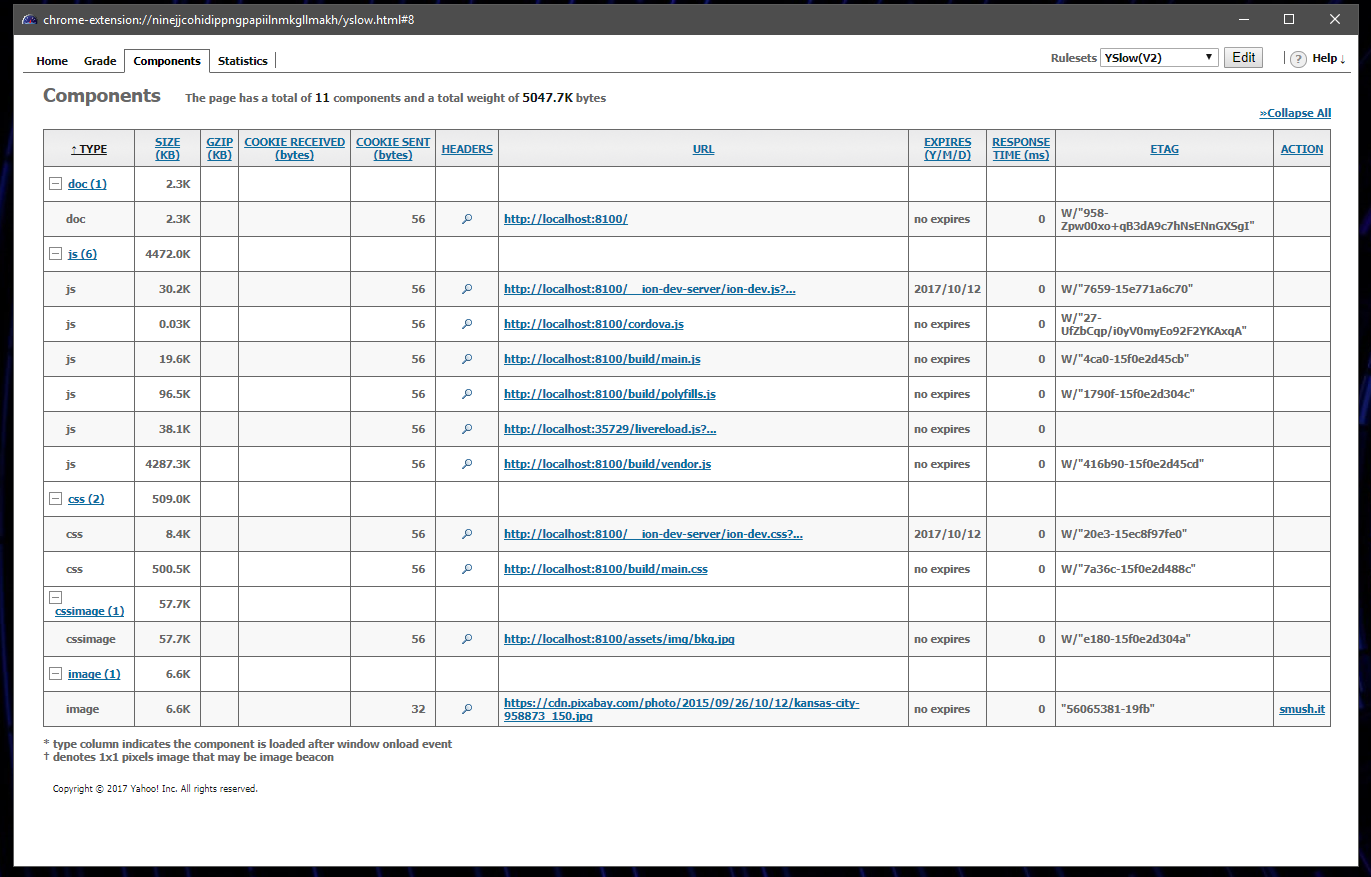 chrome-extension://ninejjcohidippngpapiilnmkgllmakh/yslow.html#8
Home Grade Components Statistics Rulesets YSlow(V2) Edit ? Help ↓
Components The page has a total of 11 components and a total weight of 5047.7K bytes
»Collapse All
↑ TYPE SIZE (KB) GZIP (KB) COOKIE RECEIVED (bytes) COOKIE SENT (bytes) HEADERS URL EXPIRES (Y/M/D) RESPONSE TIME (ms) ETAG ACTION
doc (1) 2.3K
doc 2.3K 56 http://localhost:8100/ no expires 0 W/"958-Zpw00xo+qB3dA9c7hNsENnGXSgI"
js (6) 4472.0K
js 30.2K 56 http://localhost:8100/__ion-dev-server/ion-dev.js?... 2017/10/12 0 W/"7659-15e771a6c70"
js 0.03K 56 http://localhost:8100/cordova.js no expires 0 W/"27-UfZbCqp/i0yV0myEo92F2YKAxqA"
js 19.6K 56 http://localhost:8100/build/main.js no expires 0 W/"4ca0-15f0e2d45cb"
js 96.5K 56 http://localhost:8100/build/polyfills.js no expires 0 W/"1790f-15f0e2d304c"
js 38.1K 56 http://localhost:35729/livereload.js?... no expires 0
js 4287.3K 56 http://localhost:8100/build/vendor.js no expires 0 W/"416b90-15f0e2d45cd"
css (2) 509.0K
css 8.4K 56 http://localhost:8100/__ion-dev-server/ion-dev.css?... 2017/10/12 0 W/"20e3-15ec8f97fe0"
css 500.5K 56 http://localhost:8100/build/main.css no expires 0 W/"7a36c-15f0e2d488c"
cssimage (1) 57.7K
cssimage 57.7K 56 http://localhost:8100/assets/img/bkg.jpg no expires 0 W/"e180-15f0e2d304a"
image (1) 6.6K
image 6.6K 32 https://cdn.pixabay.com/photo/2015/09/26/10/12/kansas-city-958873_150.jpg no expires 0 "56065381-19fb" smush.it
* type column indicates the component is loaded after window onload event
† denotes 1x1 pixels image that may be image beacon
Copyright © 2017 Yahoo! Inc. All rights reserved.